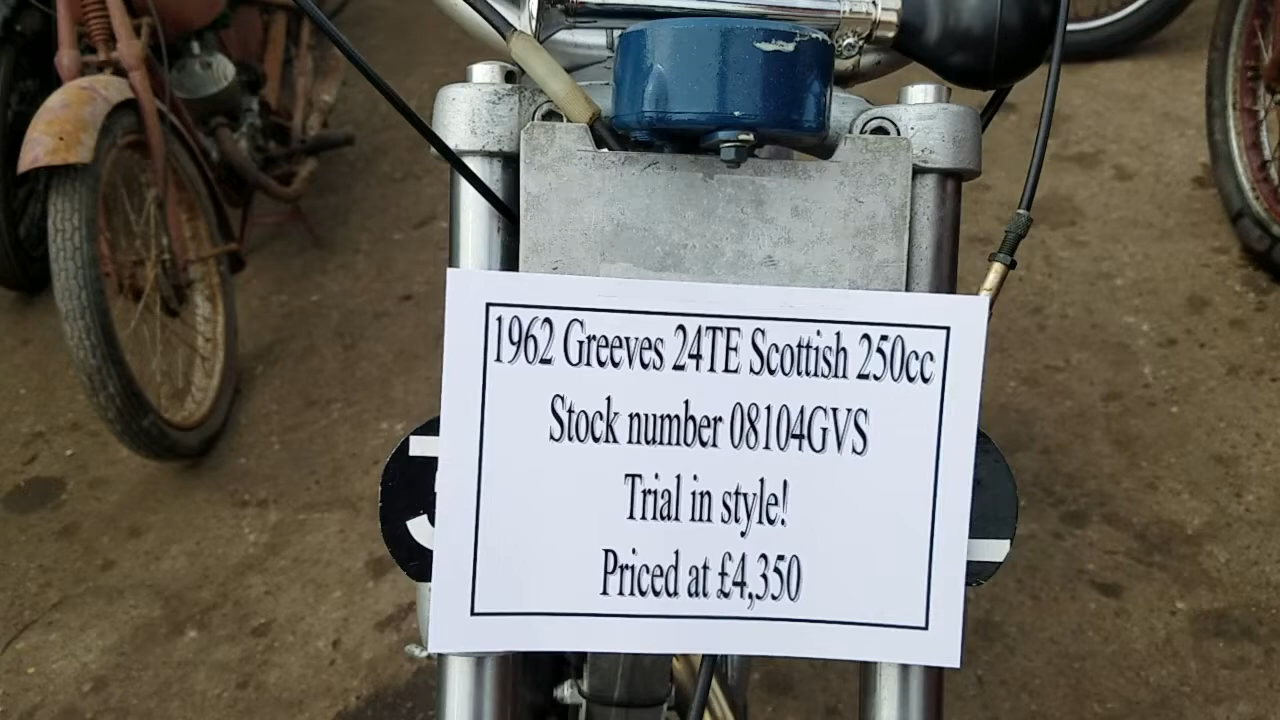 1962 Greeves 24TE Scottish 250cc
Stock number 08104GVS
Trial in style!
Priced at £4,350